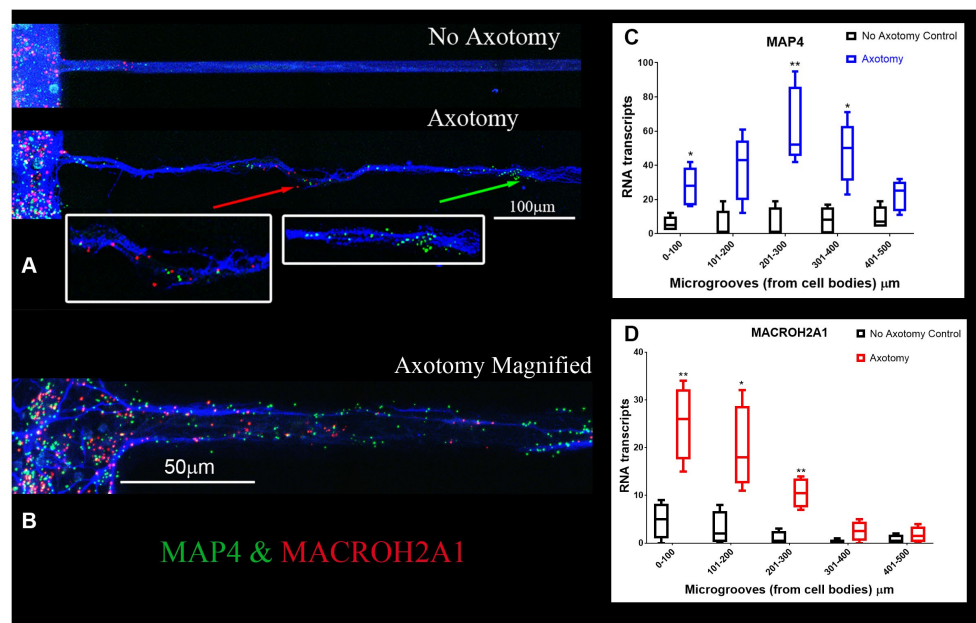 No Axotomy
Axotomy
100μm
A
Axotomy Magnified
50μm
B
MAP4 & MACROH2A1
C
MAP4
No Axotomy Control
Axotomy
RNA transcripts
100
80
60
40
20
0
*
**
*
0-100
101-200
201-300
301-400
401-500
Microgrooves (from cell bodies) μm
D
MACROH2A1
No Axotomy Control
Axotomy
RNA transcripts
40
30
20
10
0
**
*
**
0-100
101-200
201-300
301-400
401-500
Microgrooves (from cell bodies) μm